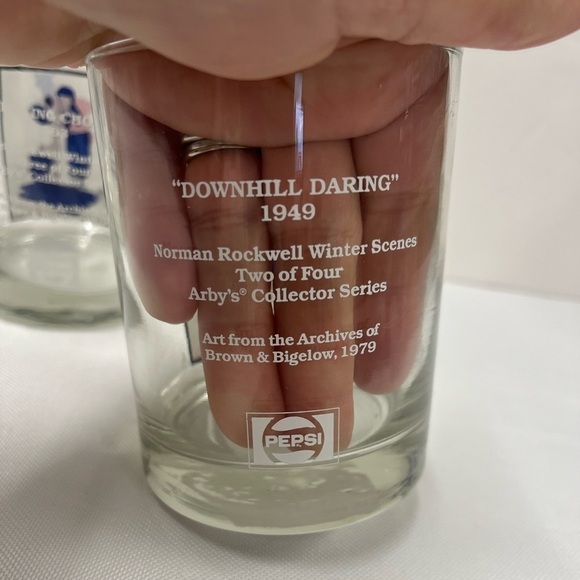 "DOWNHILL DARING"
1949
Norman Rockwell Winter Scenes
Two of Four
Arby's® Collector Series
Art from the Archives of
Brown & Bigelow, 1979
PEPSI